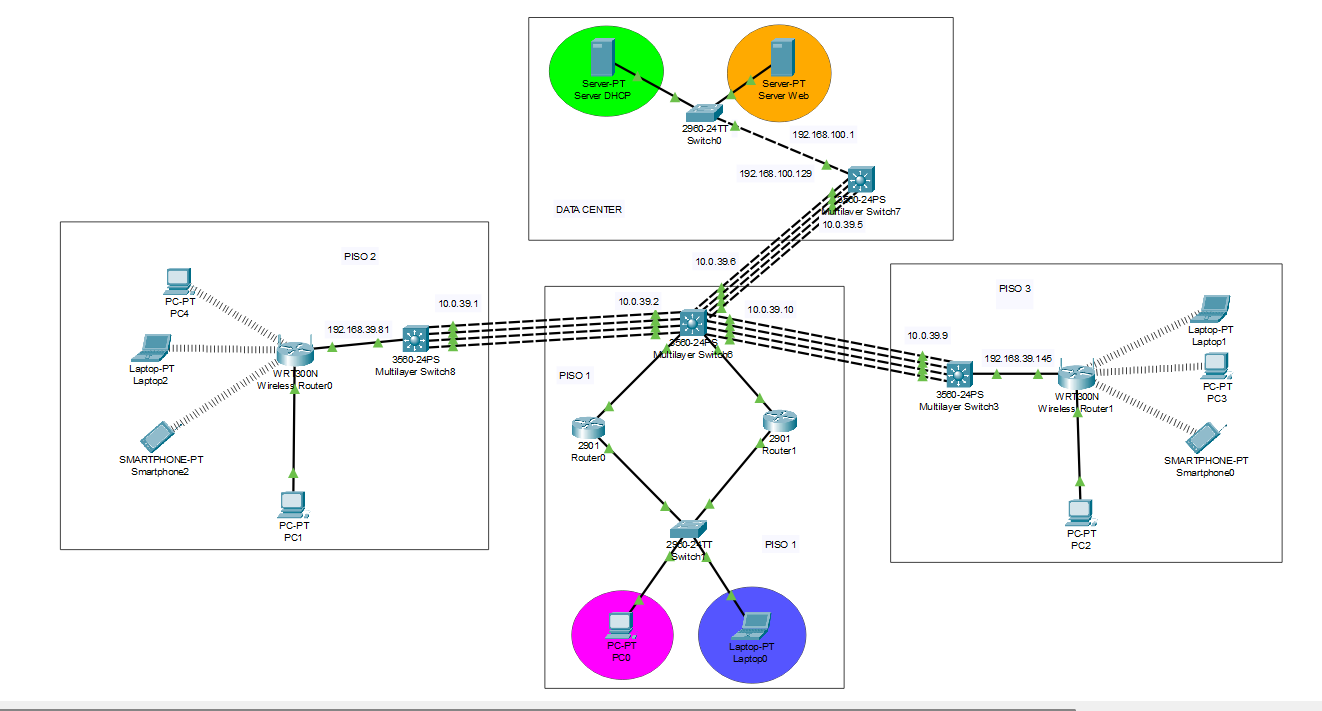 Server-PT
Server DHCP
Server-PT
Server Web
2960-24TT
Switch0
192.168.100.1
192.168.100.129
3560-24PS
Multilayer Switch7
10.0.39.5
DATA CENTER
PISO 2
PC-PT
PC4
Laptop-PT
Laptop2
SMARTPHONE-PT
Smartphone2
WRT300N
Wireless Router0
192.168.39.81
3560-24PS
Multilayer Switch8
10.0.39.1
PC-PT
PC1
10.0.39.6
10.0.39.2
10.0.39.10
3560-24PS
Multilayer Switch6
PISO 1
2901
Router0
2901
Router1
2960-24TT
Switch1
PISO 1
PC-PT
PC0
Laptop-PT
Laptop0
PISO 3
10.0.39.9
192.168.39.145
3560-24PS
Multilayer Switch3
WRT300N
Wireless Router1
Laptop-PT
Laptop1
PC-PT
PC3
SMARTPHONE-PT
Smartphone0
PC-PT
PC2